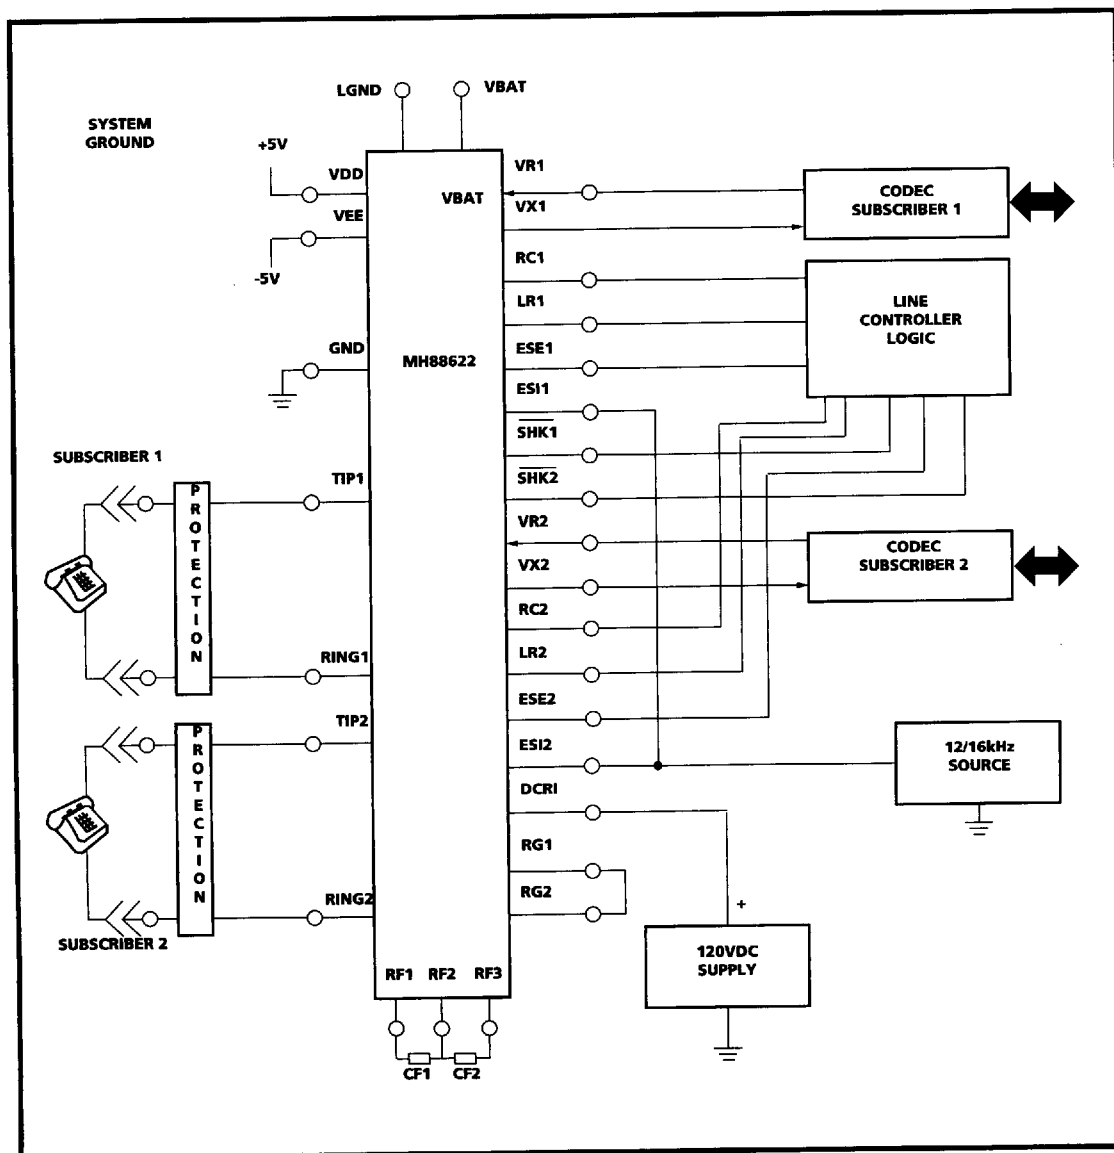 LGND
VBAT
SYSTEM
GROUND
+5V
VDD
VEE
-5V
GND
VBAT
MH88622
VR1
VX1
RC1
LR1
ESE1
ESI1
SHK1
SHK2
VR2
VX2
RC2
LR2
ESE2
ESI2
DCRI
RG1
RG2
CODEC
SUBSCRIBER 1
LINE
CONTROLLER
LOGIC
CODEC
SUBSCRIBER 2
12/16kHz
SOURCE
+
120VDC
SUPPLY
SUBSCRIBER 1
PROTECTION
TIP1
RING1
TIP2
PROTECTION
RING2
SUBSCRIBER 2
RF1 RF2 RF3
CF1 CF2